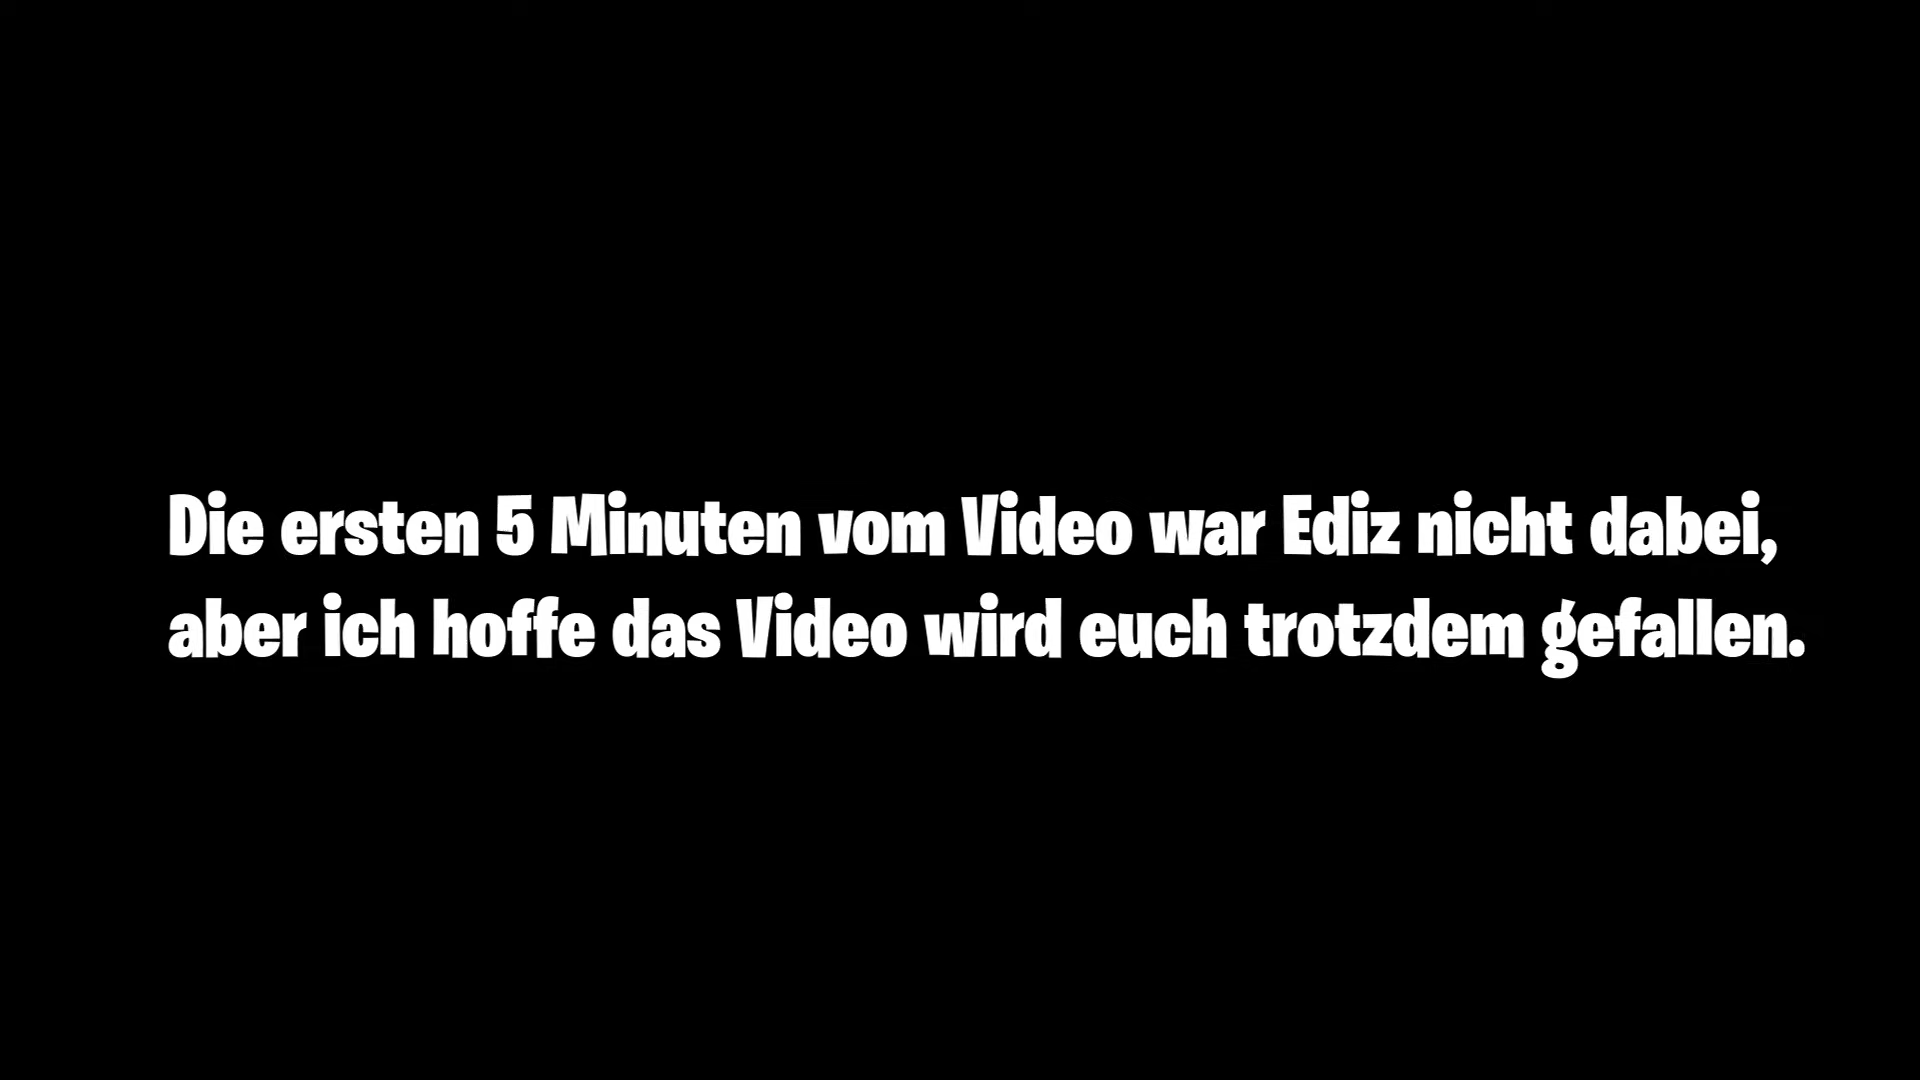 Die ersten 5 Minuten vom Video war Ediz nicht dabei,
aber ich hoffe das Video wird euch trotzdem gefallen.